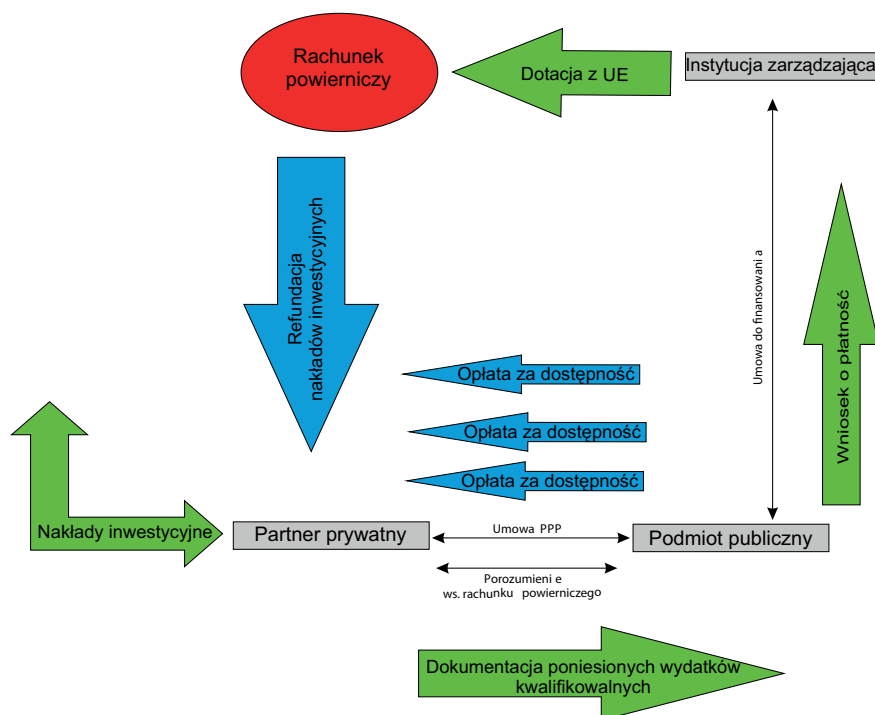 Rachunek
powierniczy
Dotacja z UE
Instytucja zarządzająca
Refundacja
nakładów inwestycyjnych
Umowa do finansowani a
Wniosek o płatność
Opłata za dostępność
Opłata za dostępność
Opłata za dostępność
Nakłady inwestycyjne
Partner prywatny
Umowa PPP
Podmiot publiczny
Porozumieni e
ws. rachunku powierniczego
Dokumentacja poniesionych wydatków
kwalifikowalnych